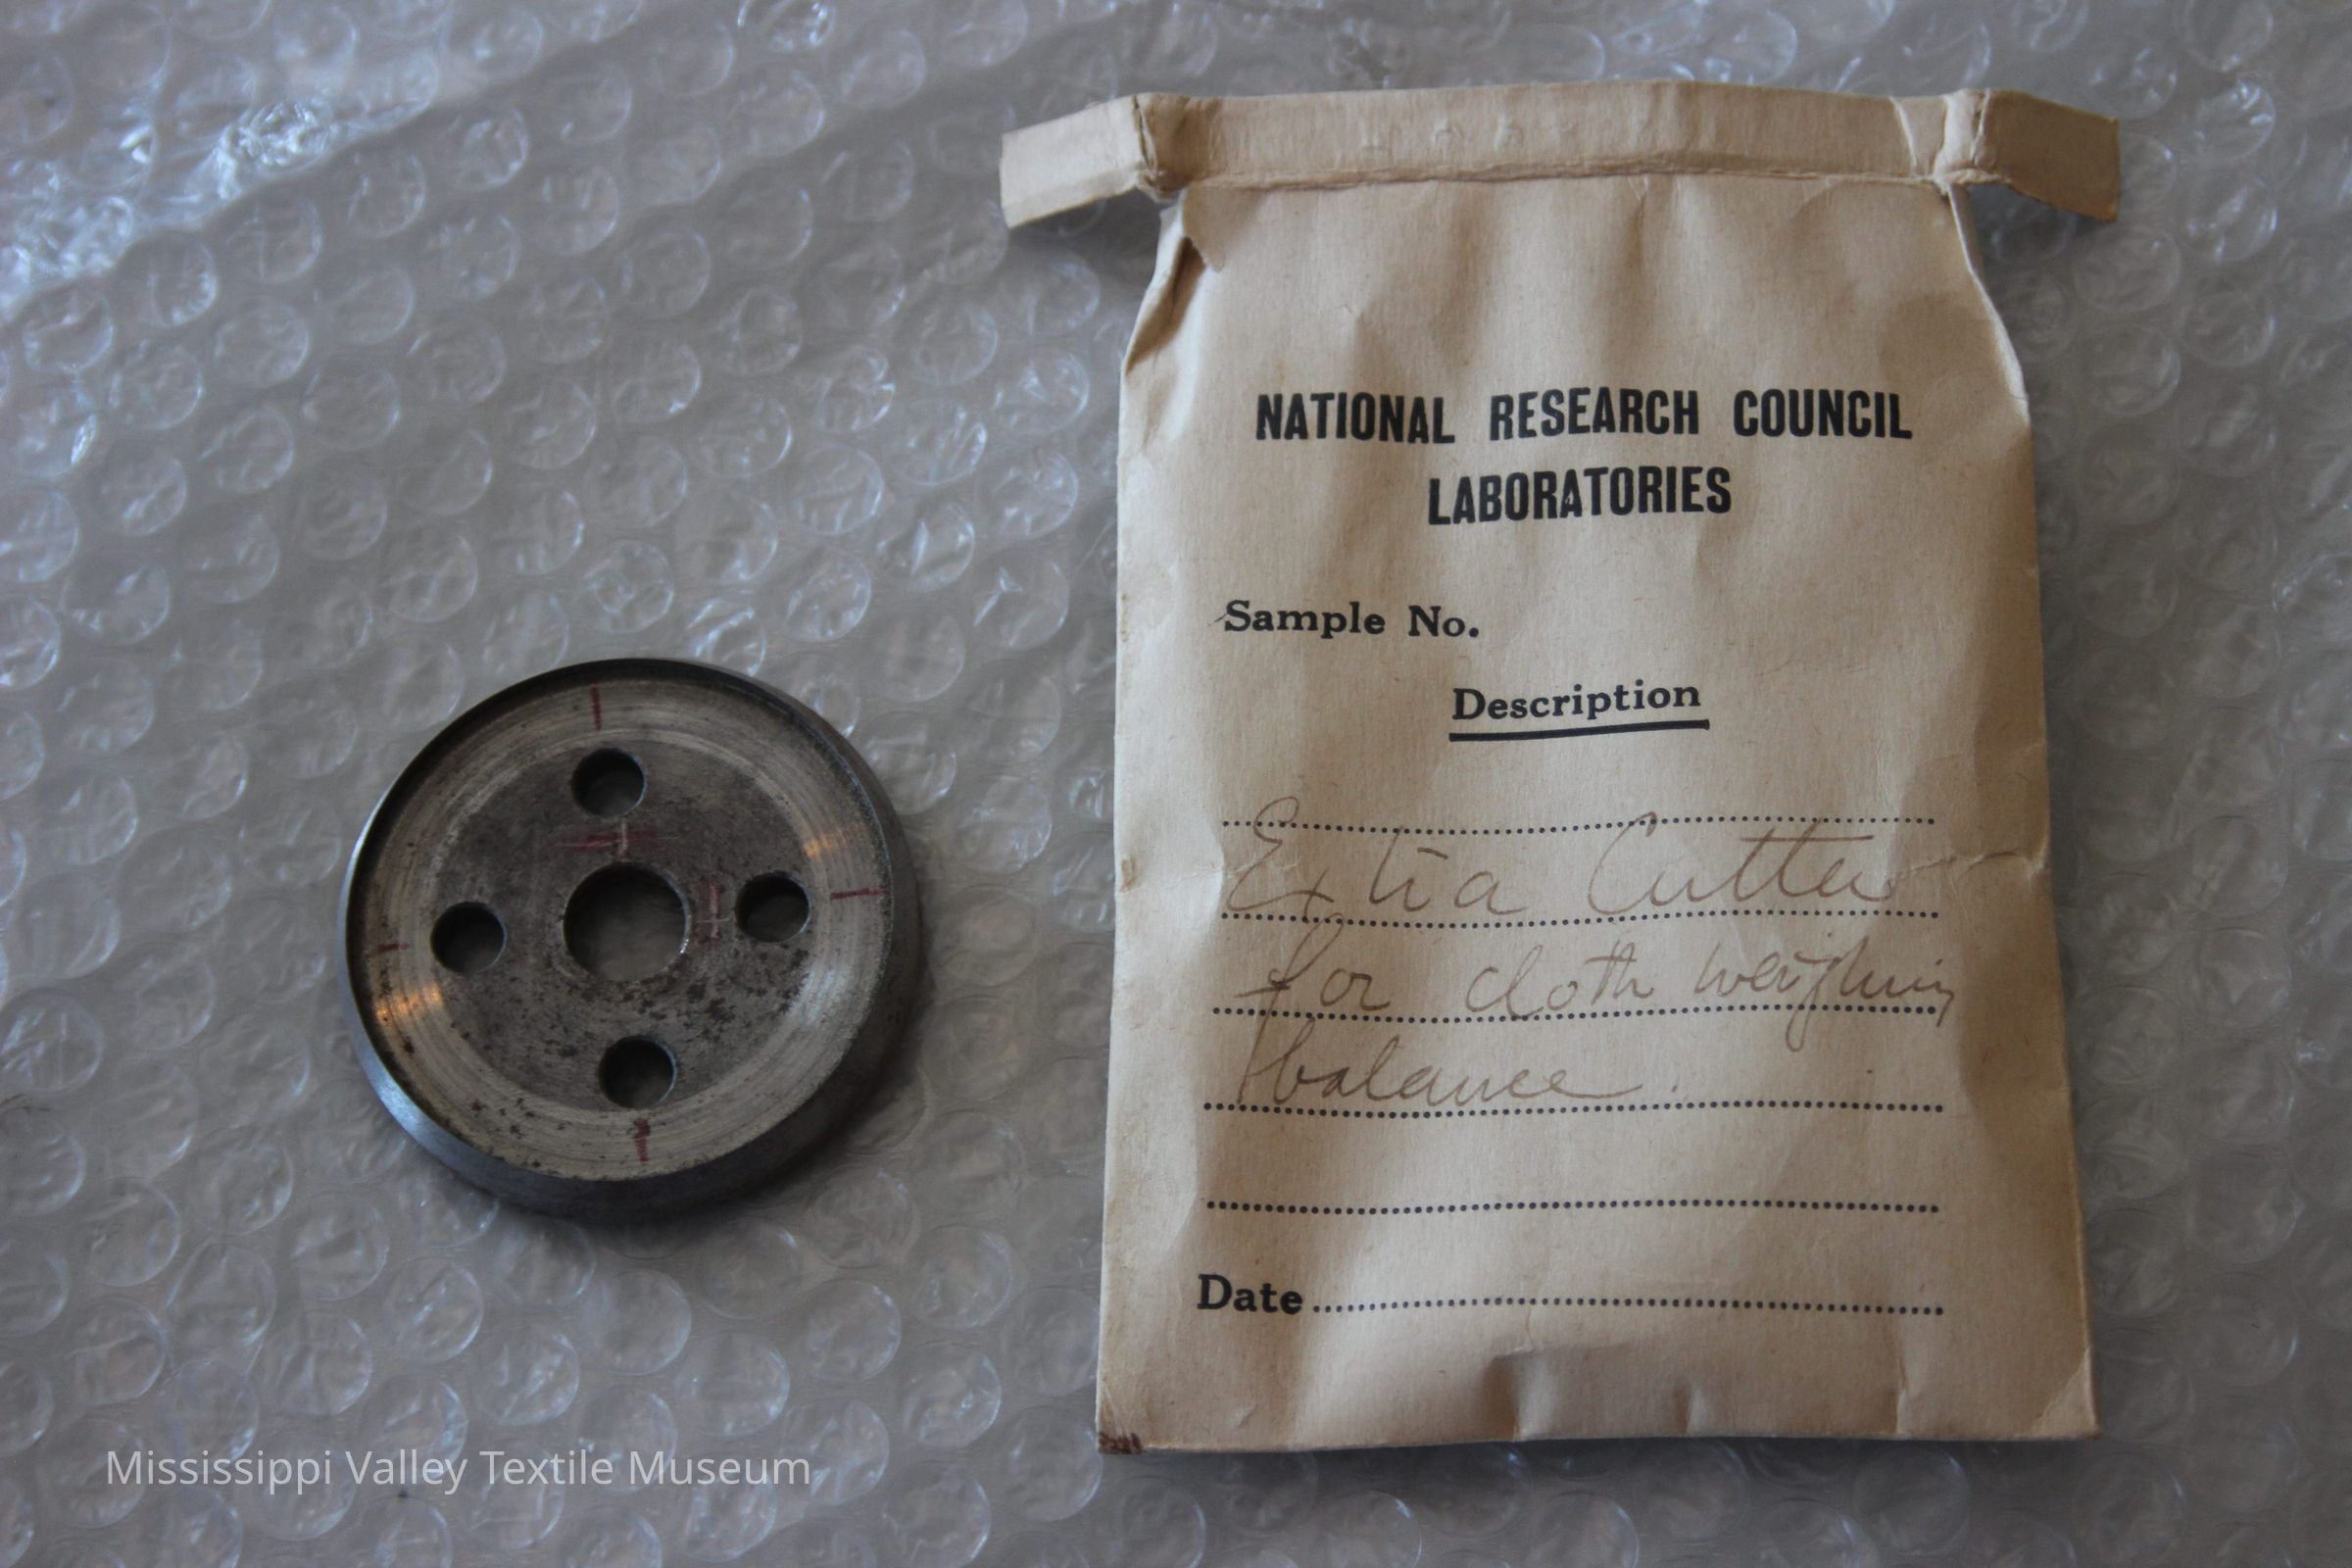 NATIONAL RESEARCH COUNCIL
LABORATORIES
Sample No.
Description
Extra Cutter
for cloth weighing
balance.
Date
Mississippi Valley Textile Museum